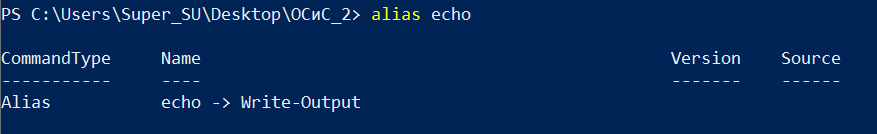 PS C:\Users\Super_SU\Desktop\ОСиС_2> alias echo
CommandType     Name                                               Version    Source
-----------     ----                                               -------    ------
Alias           echo -> Write-Output